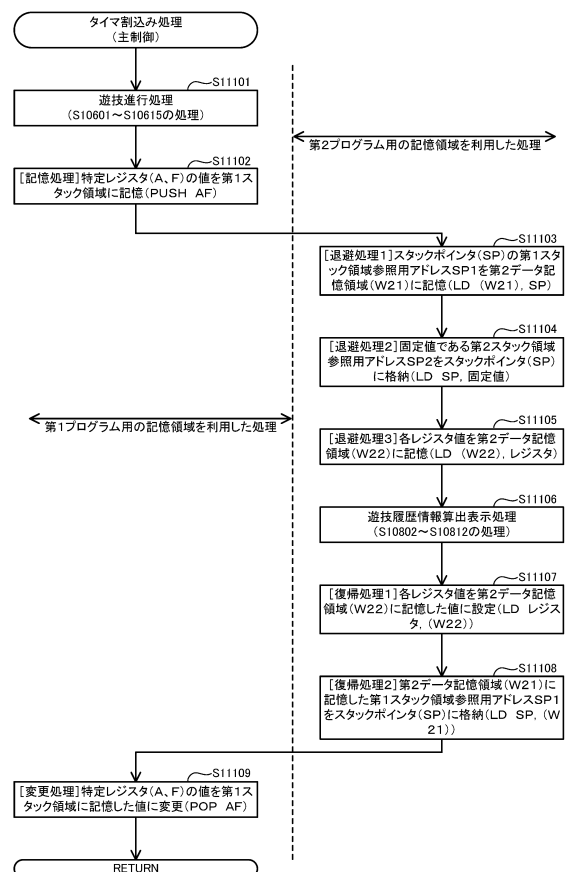 タイマ割込み処理
(主制御)
S11101
遊技進行処理
(S10601～S10615の処理)
S11102
[記憶処理]特定レジスタ(A、F)の値を第1ス
タック領域に記憶(PUSH AF)
第2プログラム用の記憶領域を利用した処理
S11103
[退避処理1]スタックポインタ(SP)の第1スタ
ック領域参照用アドレスSP1を第2データ記
憶領域(W21)に記憶(LD (W21), SP)
S11104
[退避処理2]固定値である第2スタック領域
参照用アドレスSP2をスタックポインタ(SP)
に格納(LD SP, 固定値)
第1プログラム用の記憶領域を利用した処理
S11105
[退避処理3]各レジスタ値を第2データ記憶
領域(W22)に記憶(LD (W22), レジスタ)
S11106
遊技履歴情報算出表示処理
(S10802～S10812の処理)
S11107
[復帰処理1]各レジスタ値を第2データ記憶
領域(W22)に記憶した値に設定(LD レジス
タ, (W22))
S11108
[復帰処理2]第2データ記憶領域(W21)に
記憶した第1スタック領域参照用アドレスSP1
をスタックポインタ(SP)に格納(LD SP, (W
21))
S11109
[変更処理]特定レジスタ(A、F)の値を第1ス
タック領域に記憶した値に変更(POP AF)
RETURN